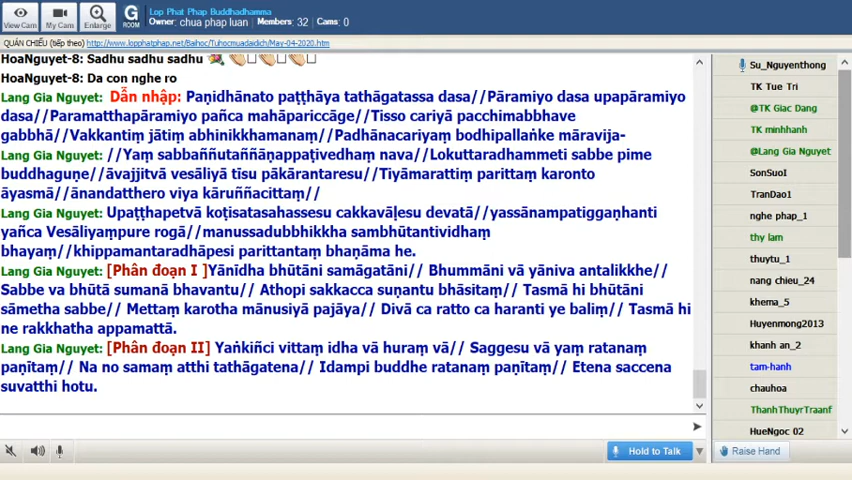 Lop Phat Phap Buddhadhamma
Owner: chua phap luan Members: 32 Cams: 0
View Cam
My Cam
Enlarge
G
ROOM
QUÁN CHIẾU (tiếp theo) http://www.lopphatphap.net/Baihoc/Tuhocmuadaidich/May-04-2020.htm
HoaNguyet-8: Sadhu sadhu sadhu
HoaNguyet-8: Da con nghe ro
Lang Gia Nguyet: Dẫn nhập: Paṇidhānato paṭṭhāya tathāgatassa dasa//Pāramiyo dasa upapāramiyo
dasa//Paramatthapāramiyo pañca mahāpariccāge//Tisso cariyā pacchimabbhave
gabbhā//Vakkantiṃ jātiṃ abhinikkhamanaṃ//Padhānacariyaṃ bodhipallaṅke māravija-
Lang Gia Nguyet: //Yaṃ sabbaññutaññāṇappaṭivedhaṃ nava//Lokuttaradhammeti sabbe pime
buddhaguṇe//āvajjitvā vesāliyā tīsu pākārantaresu//Tiyāmarattiṃ parittaṃ karonto
āyasmā//ānandatthero viya kāruññacittaṃ//
Lang Gia Nguyet: Upaṭṭhapetvā koṭisatasahassesu cakkavāḷesu devatā//yassānampatiggaṇhanti
yañca Vesāliyaṃpure rogā//manussadubbhikkha sambhūtantividhaṃ
bhayaṃ//khippamantaradhāpesi parittantaṃ bhaṇāma he.
Lang Gia Nguyet: [Phân đoạn I ]Yānīdha bhūtāni samāgatāni// Bhummāni vā yāniva antalikkhe//
Sabbe va bhūtā sumanā bhavantu// Athopi sakkacca suṇantu bhāsitaṃ// Tasmā hi bhūtāni
sāmetha sabbe// Mettaṃ karotha mānusiyā pajāya// Divā ca ratto ca haranti ye baliṃ// Tasmā hi
ne rakkhatha appamattā.
Lang Gia Nguyet: [Phân đoạn II] Yaṅkiñci vittaṃ idha vā huraṃ vā// Saggesu vā yaṃ ratanaṃ
paṇītaṃ// Na no samaṃ atthi tathāgatena// Idampi buddhe ratanaṃ paṇītaṃ// Etena saccena
suvatthi hotu.
Hold to Talk
Su_Nguyenthong
TK Tue Tri
@TK Giac Dang
TK minhhanh
@Lang Gia Nguyet
SonSuoI
TranDao1
nghe phap_1
thy lam
thuytu_1
nang chieu_24
khema_5
Huyenmong2013
khanh an_2
tam-hanh
chauhoa
ThanhThuyrTraanf
HueNgoc 02
Raise Hand